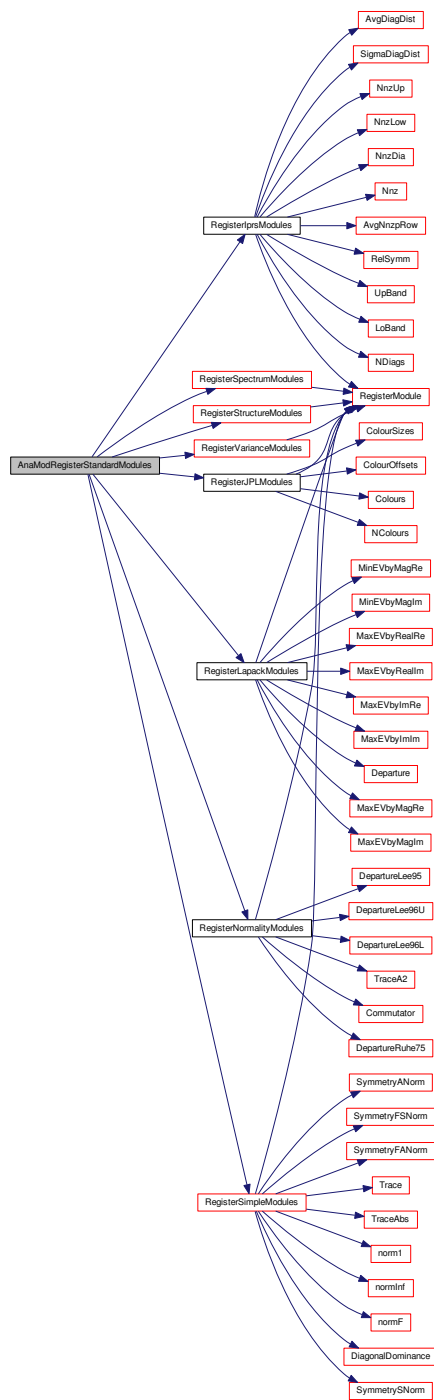 AvgDiagDist
SigmaDiagDist
NnzUp
NnzLow
NnzDia
Nnz
RegisterIprsModules
AvgNnzpRow
RelSymm
UpBand
LoBand
NDiags
RegisterSpectrumModules
RegisterModule
RegisterStructureModules
ColourSizes
RegisterVarianceModules
AnaModRegisterStandardModules
ColourOffsets
RegisterJPLModules
Colours
NColours
MinEVbyMagRe
MinEVbyMagIm
MaxEVbyRealRe
RegisterLapackModules
MaxEVbyRealIm
MaxEVbyImRe
MaxEVbyImIm
Departure
MaxEVbyMagRe
MaxEVbyMagIm
DepartureLee95
DepartureLee96U
RegisterNormalityModules
DepartureLee96L
TraceA2
Commutator
DepartureRuhe75
SymmetryANorm
SymmetryFSNorm
SymmetryFANorm
Trace
RegisterSimpleModules
TraceAbs
norm1
normInf
normF
DiagonalDominance
SymmetrySNorm